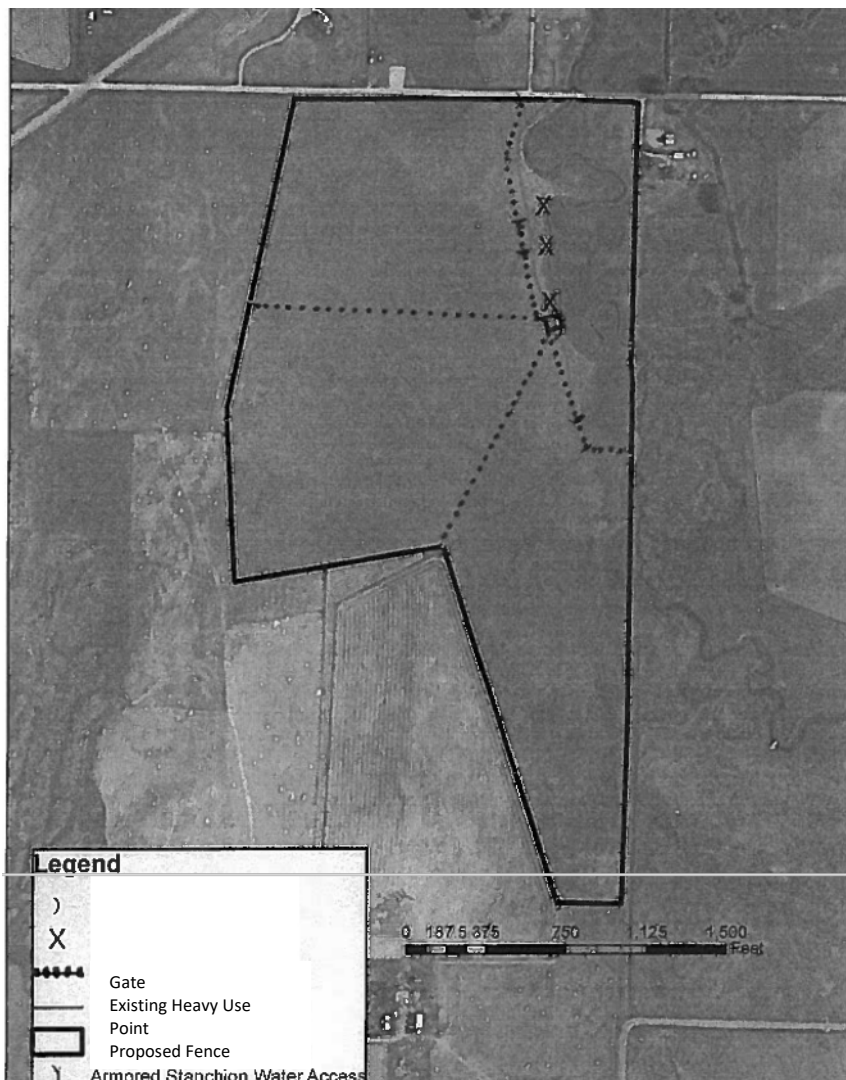 Legend
)
X
Gate
Existing Heavy Use
Point
Proposed Fence
Armored Stanchion Water Access
X
X
X
0 187.5 375 750 1,125 1,500
Feet